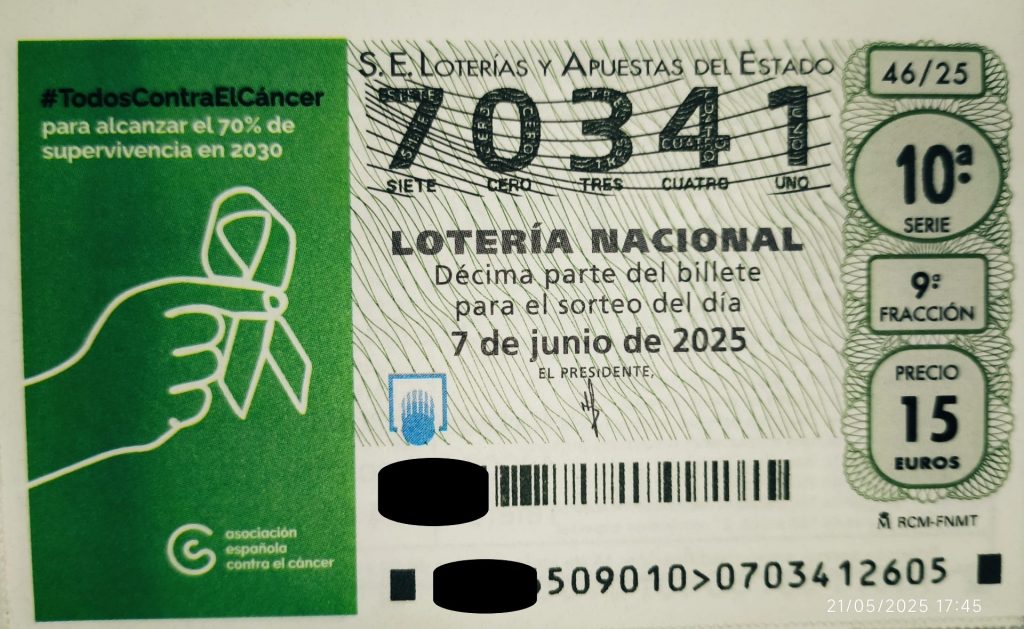 #TodosContraElCáncer
para alcanzar el 70% de
supervivencia en 2030
asociación
española
contra el cáncer
S. E. LOTERÍAS Y APUESTAS DEL ESTADO
70341
SIETE CERO TRES CUATRO UNO
LOTERÍA NACIONAL
Décima parte del billete
para el sorteo del día
7 de junio de 2025
EL PRESIDENTE,
46/25
10ª
SERIE
9ª
FRACCIÓN
PRECIO
15
EUROS
RCM-FNMT
509010>0703412605
21/05/2025 17:45